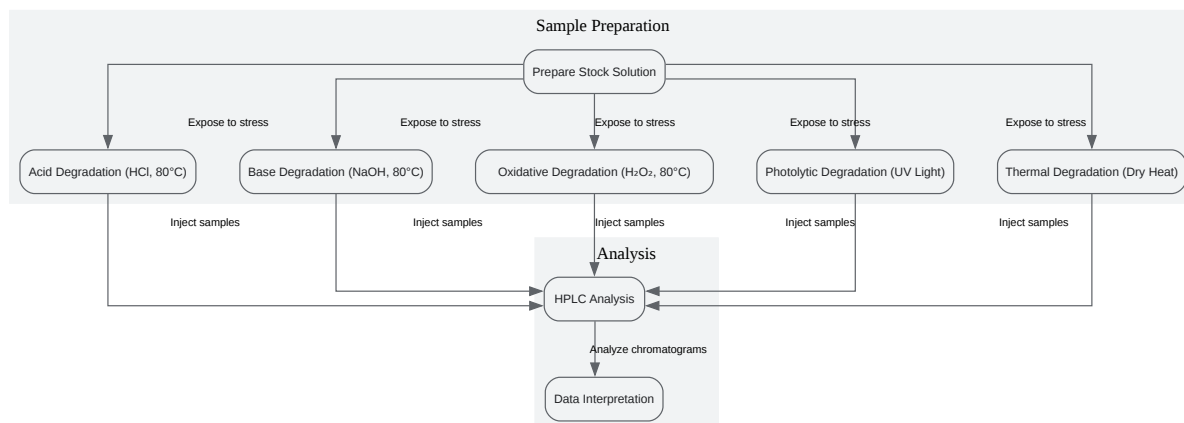 Sample Preparation
Prepare Stock Solution
Expose to stress
Expose to stress
Expose to stress
Expose to stress
Expose to stress
Acid Degradation (HCl, 80°C)
Base Degradation (NaOH, 80°C)
Oxidative Degradation (H₂O₂, 80°C)
Photolytic Degradation (UV Light)
Thermal Degradation (Dry Heat)
Inject samples
Inject samples
Inject samples
Inject samples
Inject samples
Analysis
HPLC Analysis
Analyze chromatograms
Data Interpretation